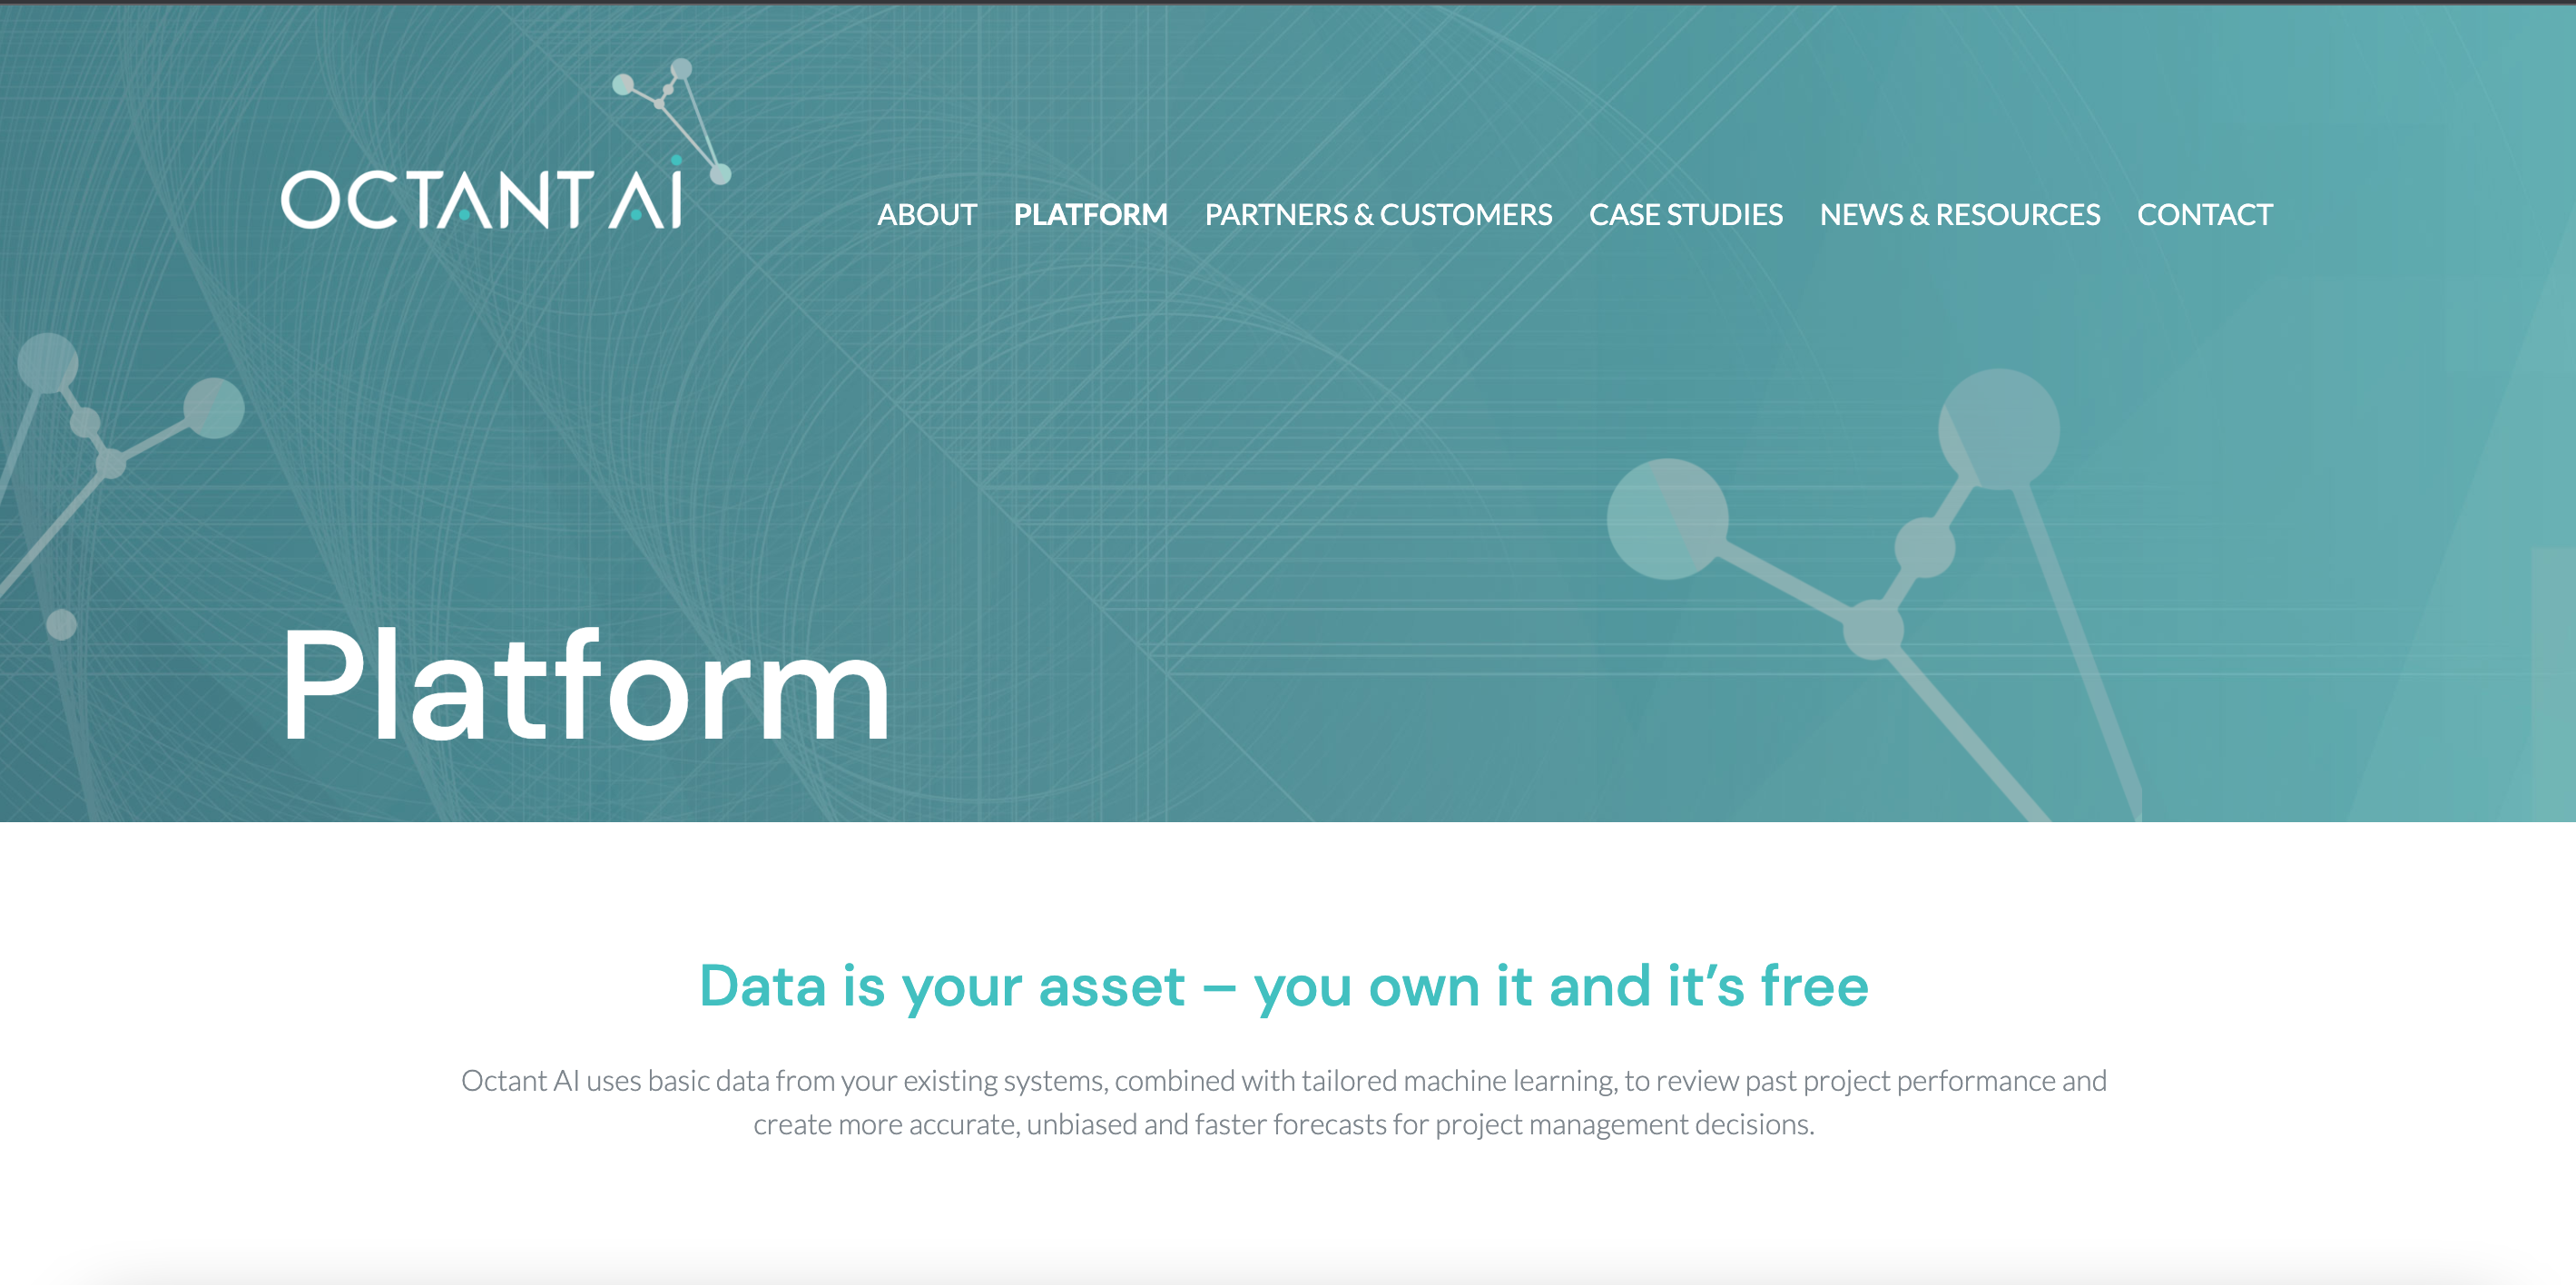 OCTANT AI
ABOUT PLATFORM PARTNERS & CUSTOMERS CASE STUDIES NEWS & RESOURCES CONTACT
Platform
Data is your asset – you own it and it’s free
Octant AI uses basic data from your existing systems, combined with tailored machine learning, to review past project performance and
create more accurate, unbiased and faster forecasts for project management decisions.